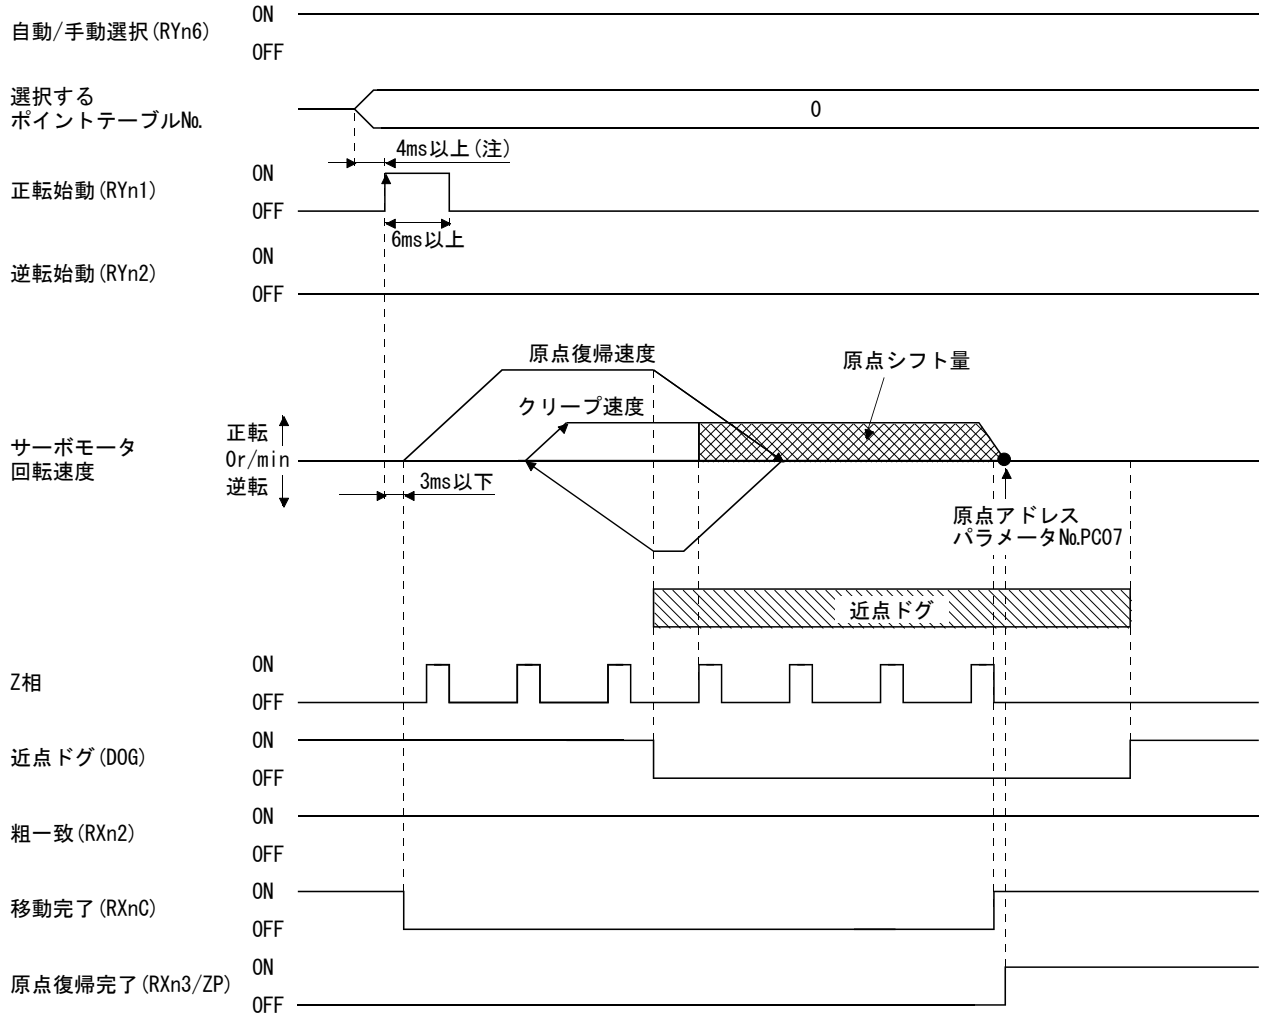 自動/手動選択(RYn6)
ON
OFF
選択する
ポイントテーブル№
0
4ms以上(注)
正転始動(RYn1)
ON
OFF
6ms以上
逆転始動(RYn2)
ON
OFF
原点復帰速度
原点シフト量
クリープ速度
サーボモータ
回転速度
正転
0r/min
逆転
3ms以下
原点アドレス
パラメータ№PC07
近点ドグ
Z相
ON
OFF
近点ドグ(DOG)
ON
OFF
粗一致(RXn2)
ON
OFF
移動完了(RXnC)
ON
OFF
原点復帰完了(RXn3/ZP)
ON
OFF